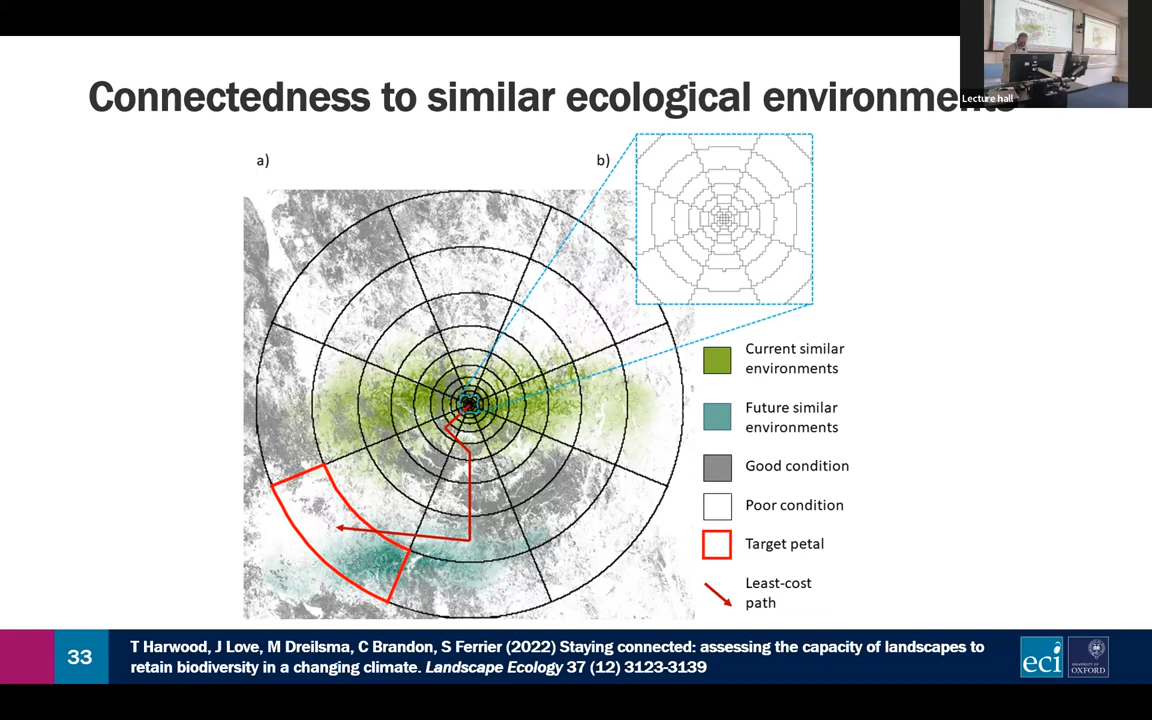 Connectedness to similar ecological environments
Lecture hall
a)
b)
Current similar
environments
Future similar
environments
Good condition
Poor condition
Target petal
Least-cost
path
33
T Harwood, J Love, M Dreilsma, C Brandon, S Ferrier (2022) Staying connected: assessing the capacity of landscapes to
retain biodiversity in a changing climate. Landscape Ecology 37 (12) 3123-3139
eci
UNIVERSITY OF
OXFORD